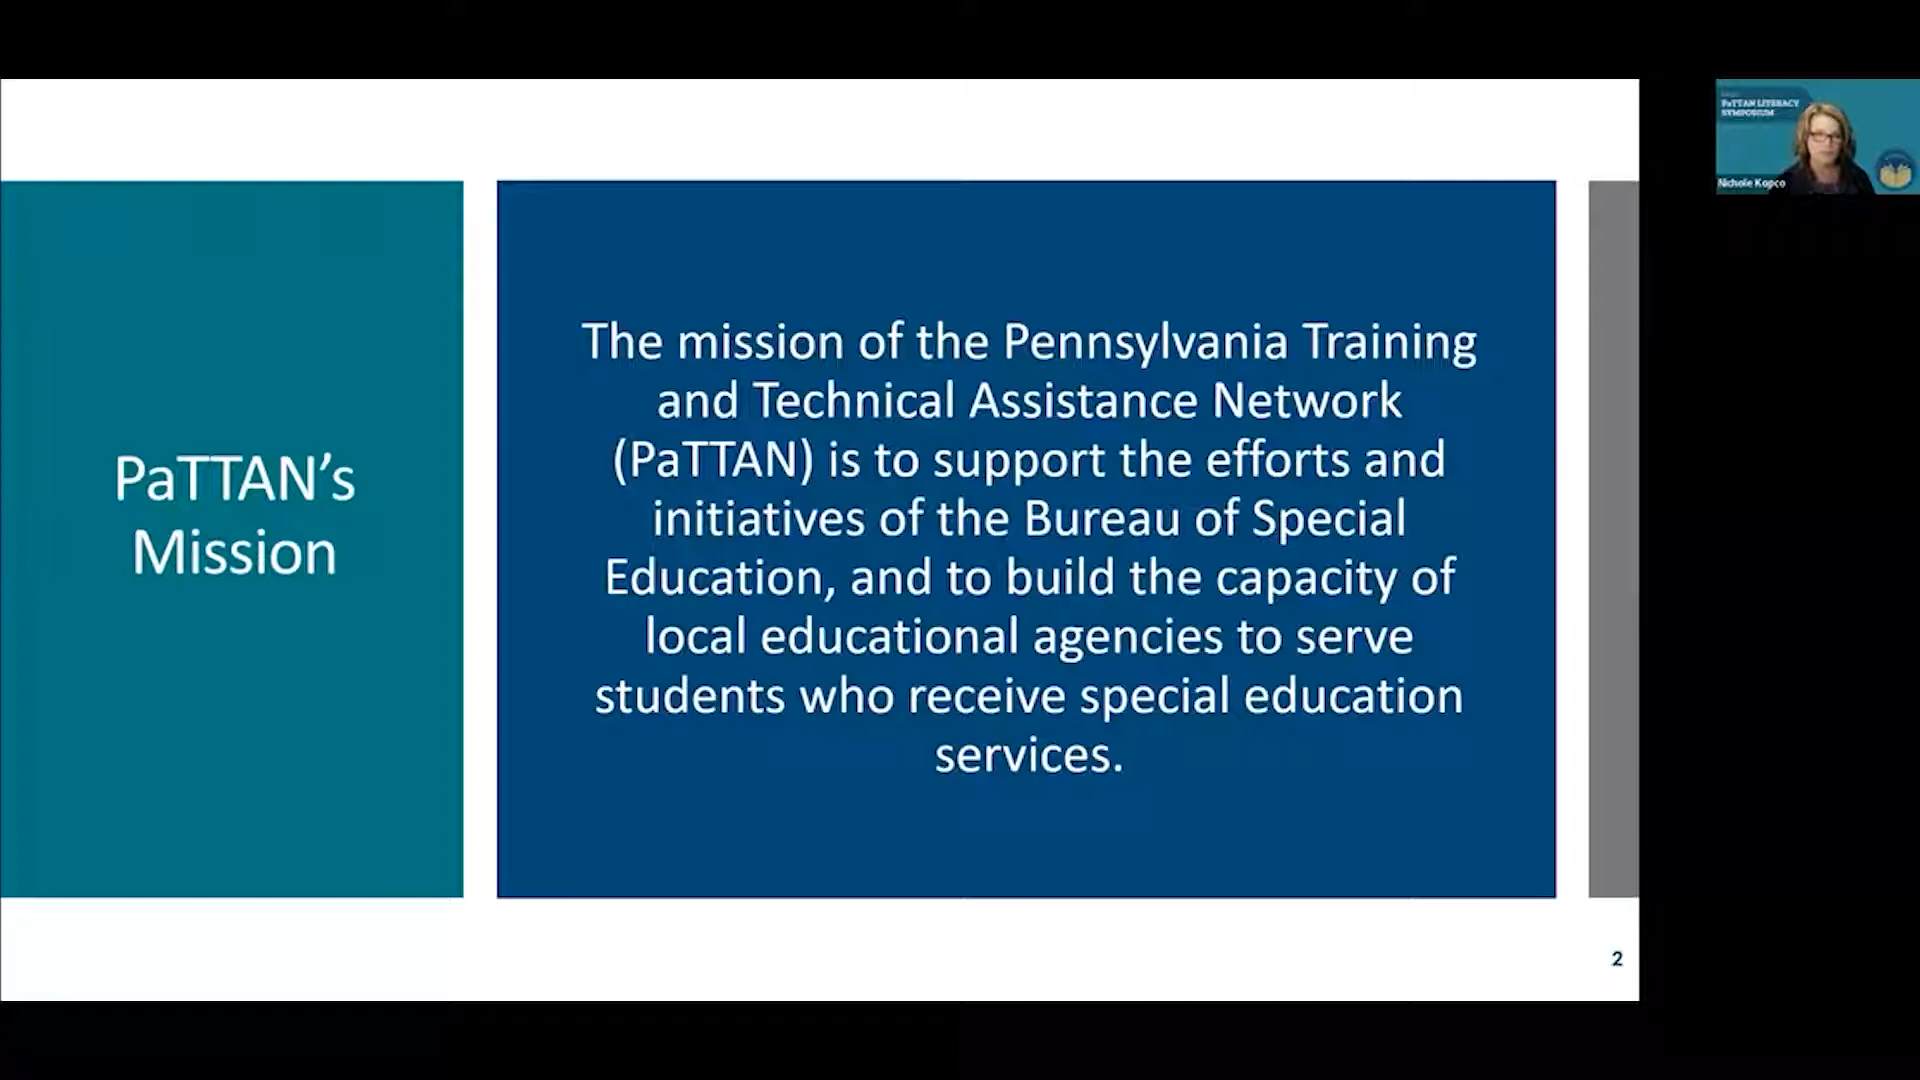 PaTTAN's
Mission
The mission of the Pennsylvania Training
and Technical Assistance Network
(PaTTAN) is to support the efforts and
initiatives of the Bureau of Special
Education, and to build the capacity of
local educational agencies to serve
students who receive special education
services.
2
PaTTAN LITERACY
SYMPOSIUM
Nichole Kopco